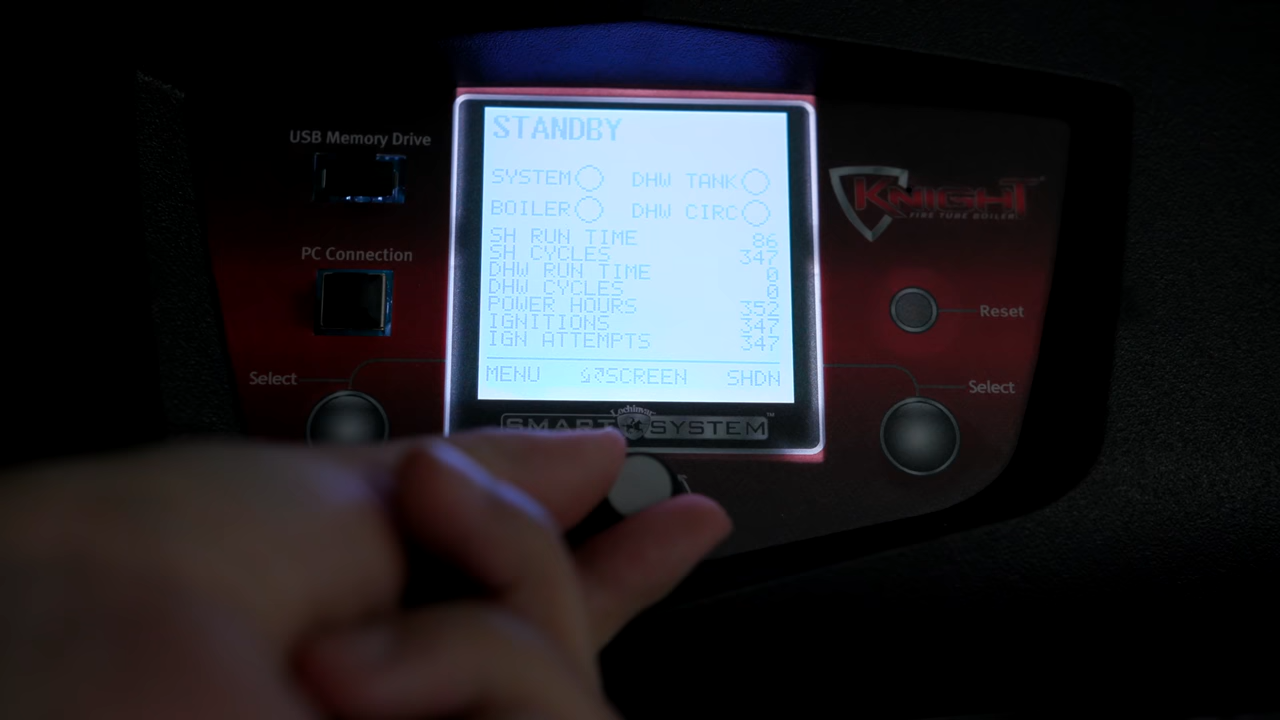 USB Memory Drive
PC Connection
Select
STANDBY
SYSTEM DHW TANK
BOILER DHW CIRC
SH RUN TIME 86
SH CYCLES 347
DHW RUN TIME 0
DHW CYCLES 0
POWER HOURS 352
IGNITIONS 347
IGN ATTEMPTS 347
MENU SCREEN SHDN
Lochinvar
SMART SYSTEM™
KNIGHT
FIRE TUBE BOILER
Reset
Select